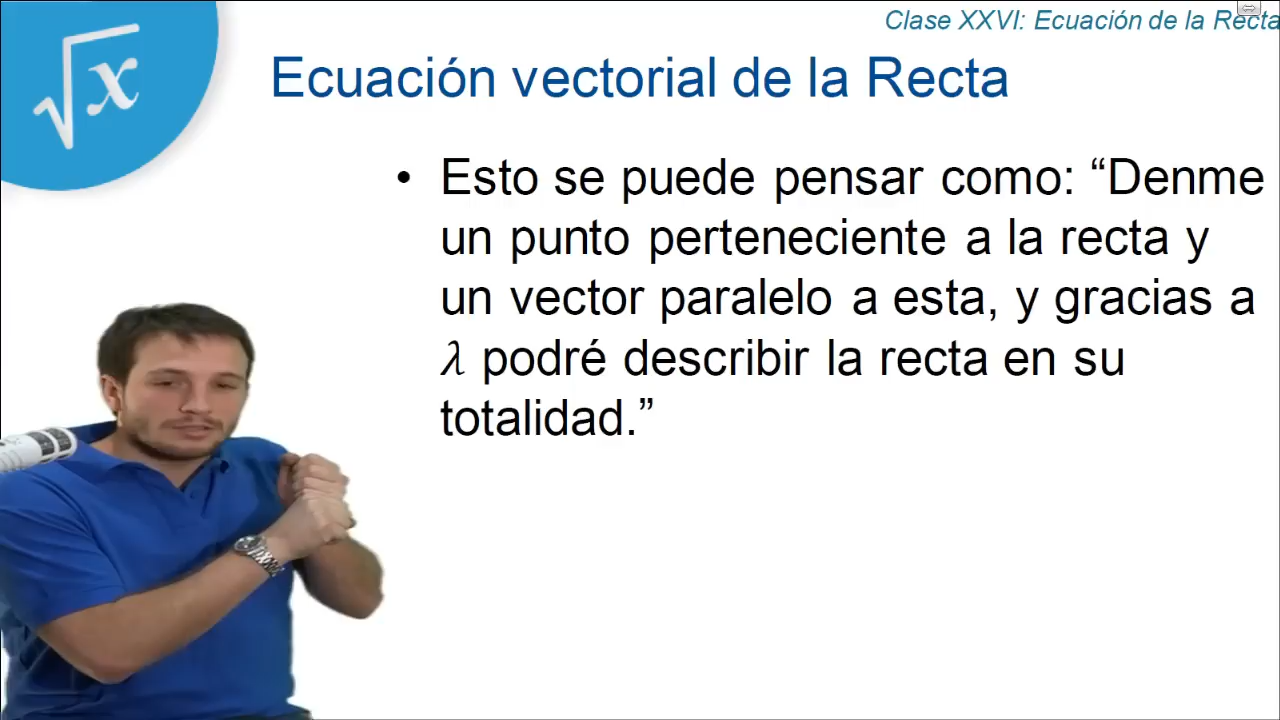 Clase XXVI: Ecuación de la Recta
√x
Ecuación vectorial de la Recta
• Esto se puede pensar como: “Denme
un punto perteneciente a la recta y
un vector paralelo a esta, y gracias a
λ podré describir la recta en su
totalidad.”